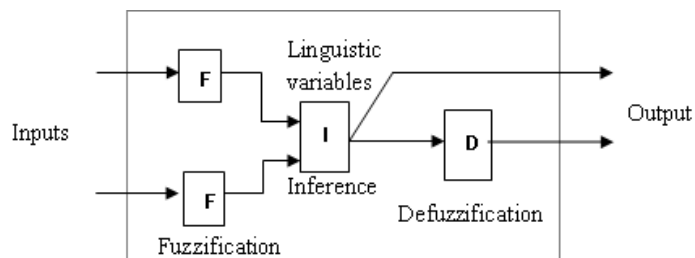 Linguistic
variables
F
Inputs
I
Output
D
F
Inference
Defuzzification
Fuzzification